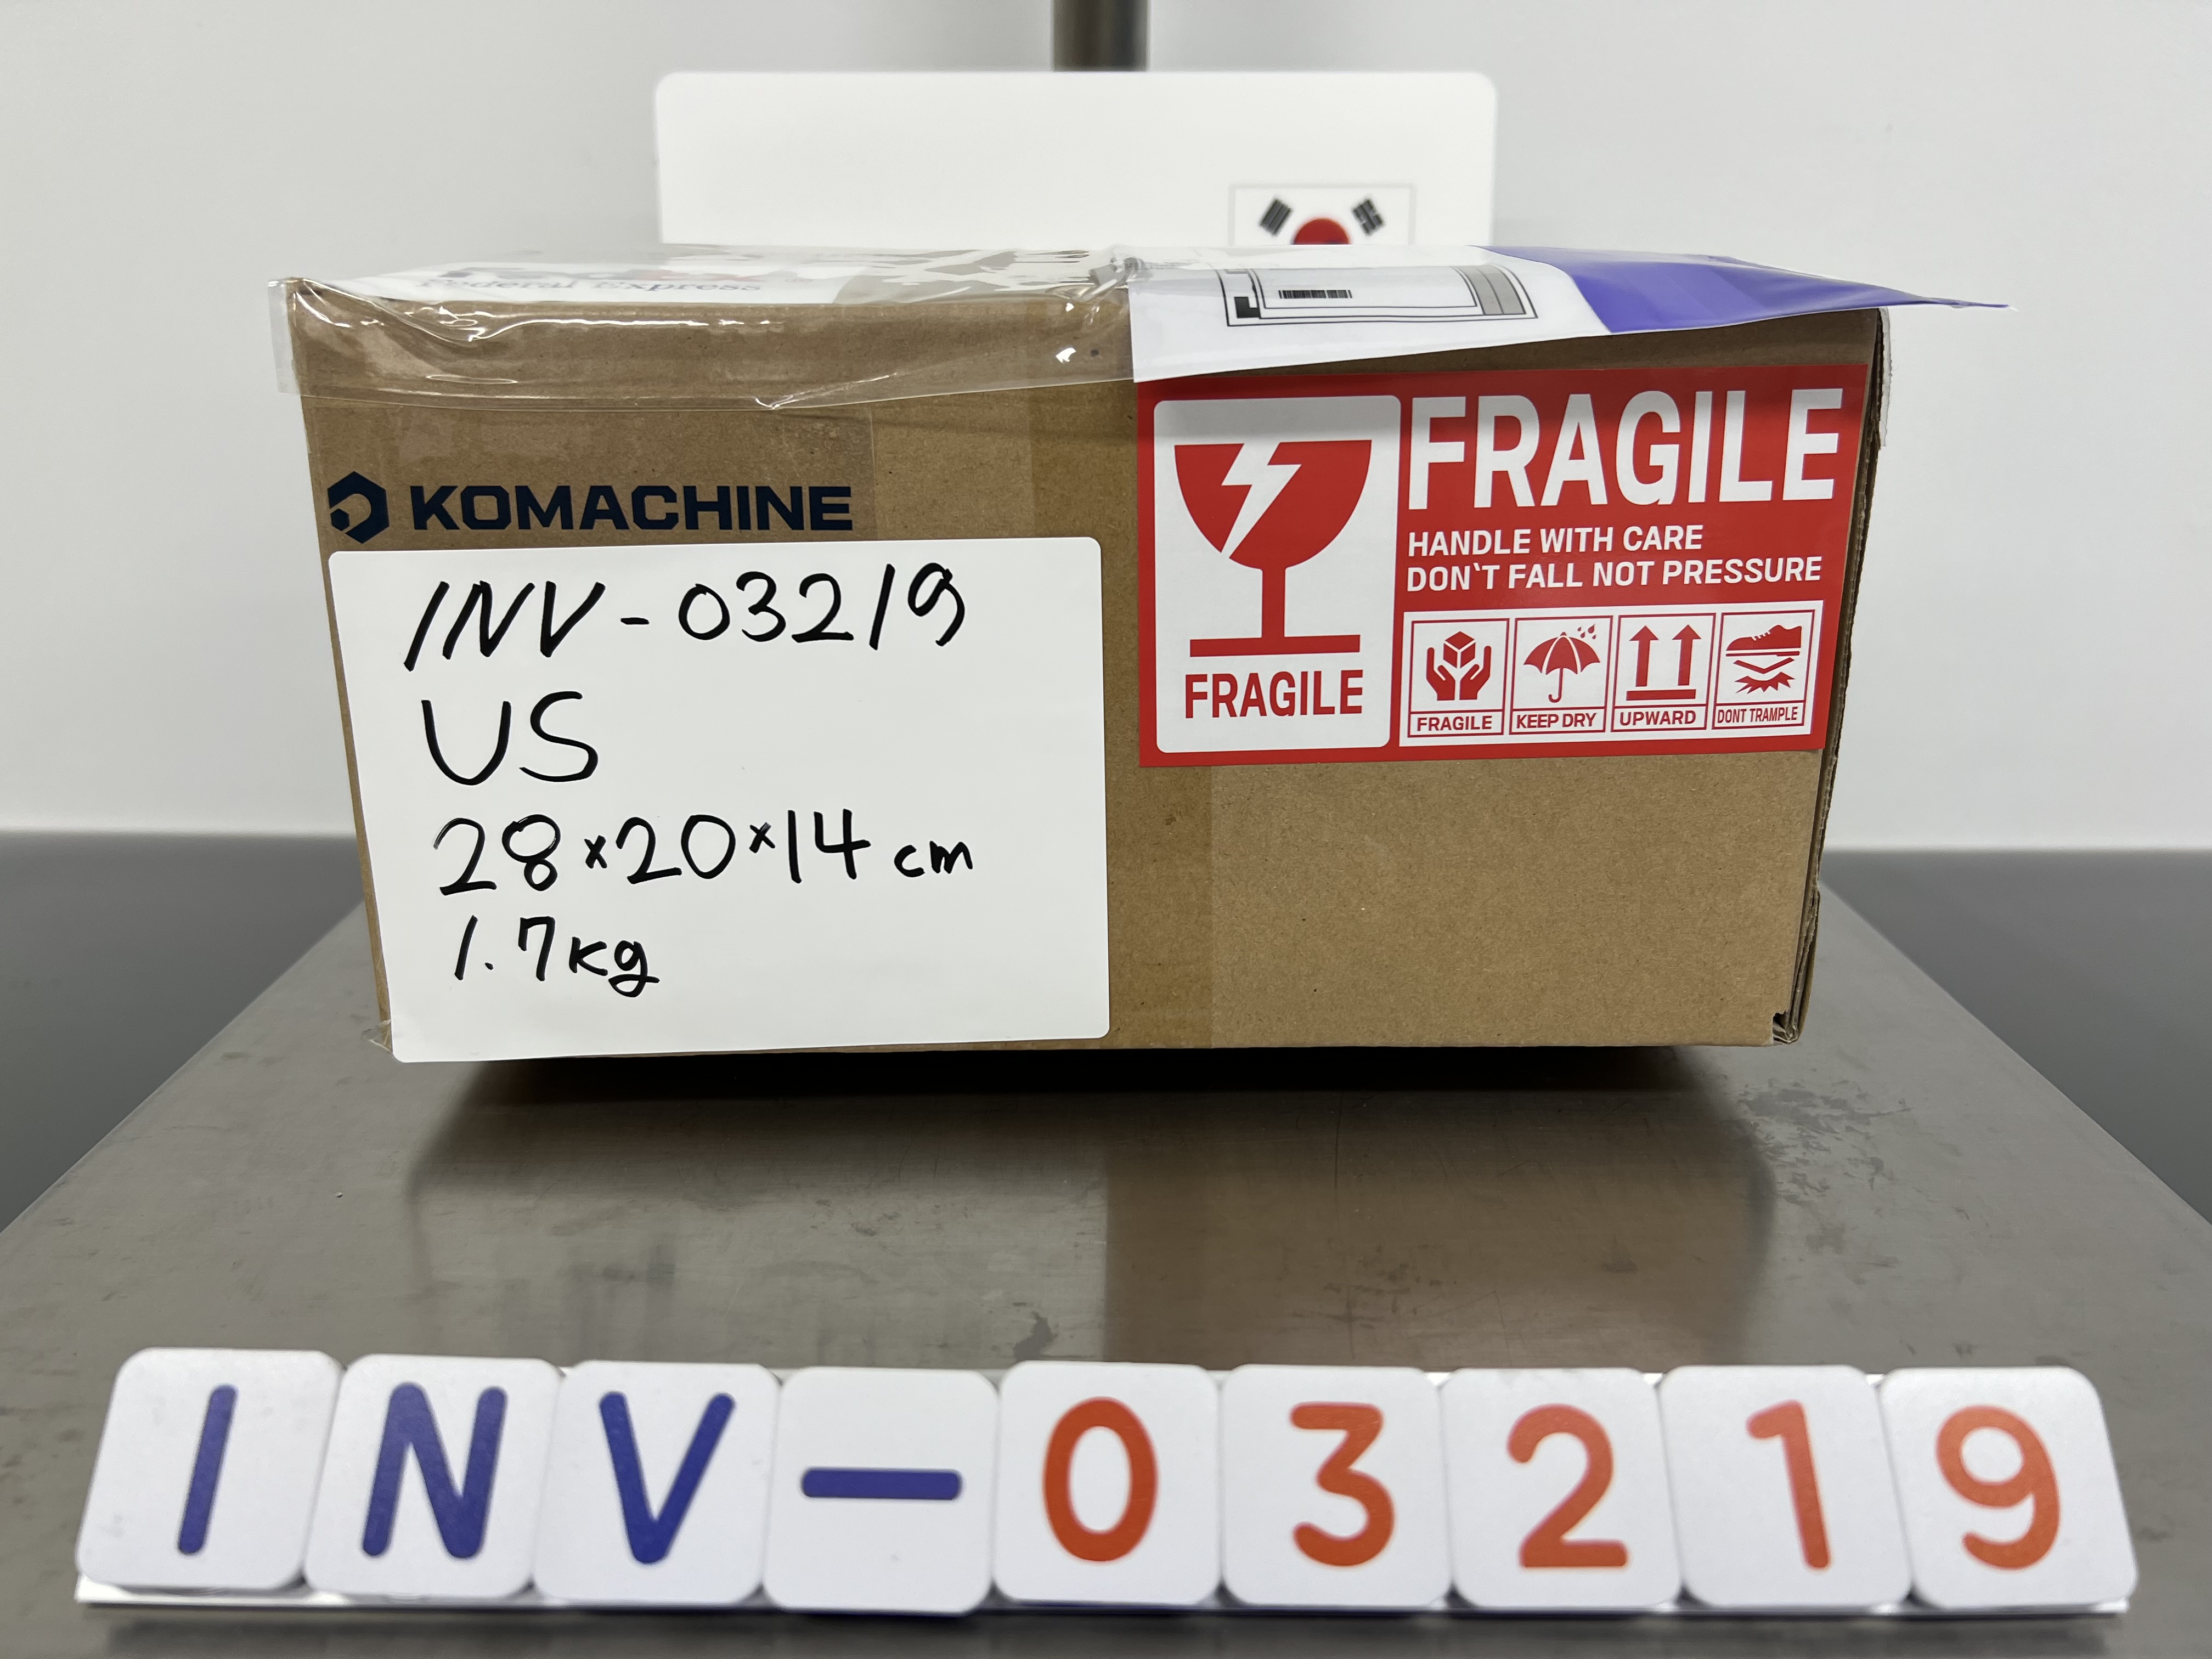 Federal Express
KOMACHINE
INV-03219
US
28×20×14 cm
1.7kg
FRAGILE
HANDLE WITH CARE
DON'T FALL NOT PRESSURE
FRAGILE
FRAGILE
KEEP DRY
UPWARD
DONT TRAMPLE
INV-03219